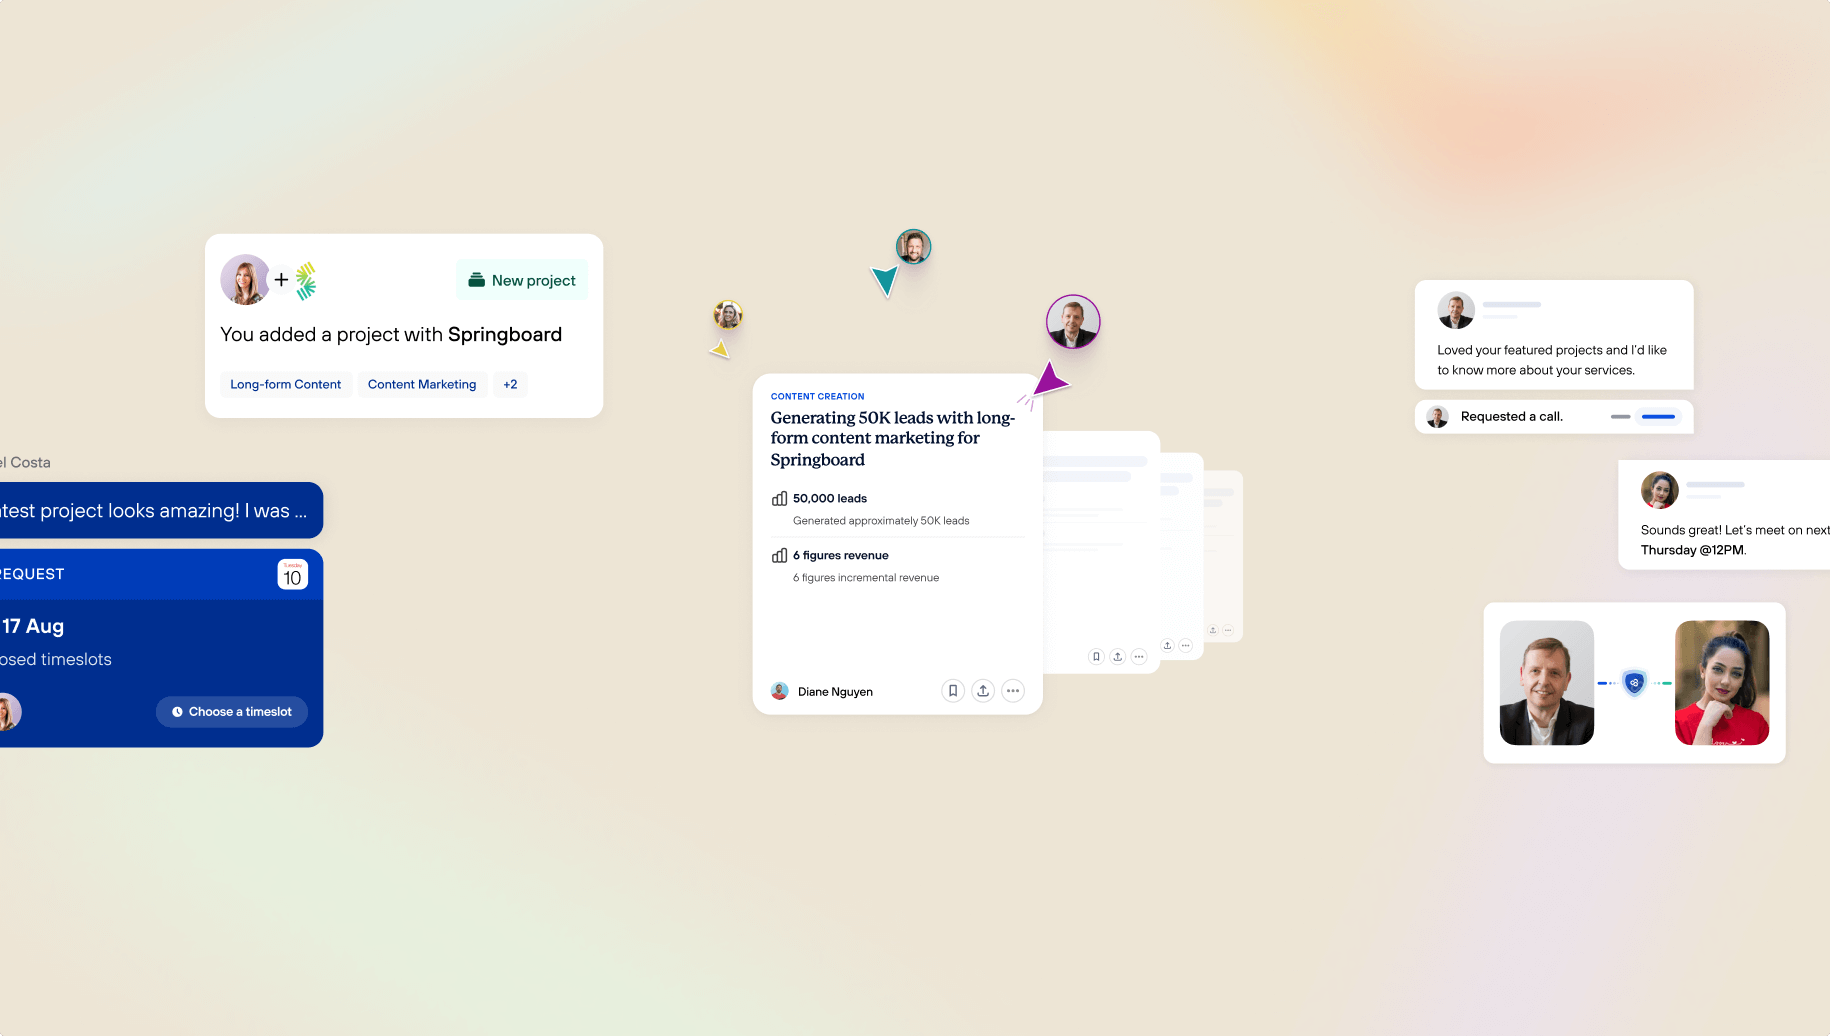 New project
You added a project with Springboard
Long-form Content
Content Marketing
+2
el Costa
test project looks amazing! I was ...
REQUEST
Tuesday
10
17 Aug
osed timeslots
Choose a timeslot
CONTENT CREATION
Generating 50K leads with long-
form content marketing for
Springboard
50,000 leads
Generated approximately 50K leads
6 figures revenue
6 figures incremental revenue
Diane Nguyen
Loved your featured projects and I'd like
to know more about your services.
Requested a call.
Sounds great! Let's meet on next
Thursday @12PM.